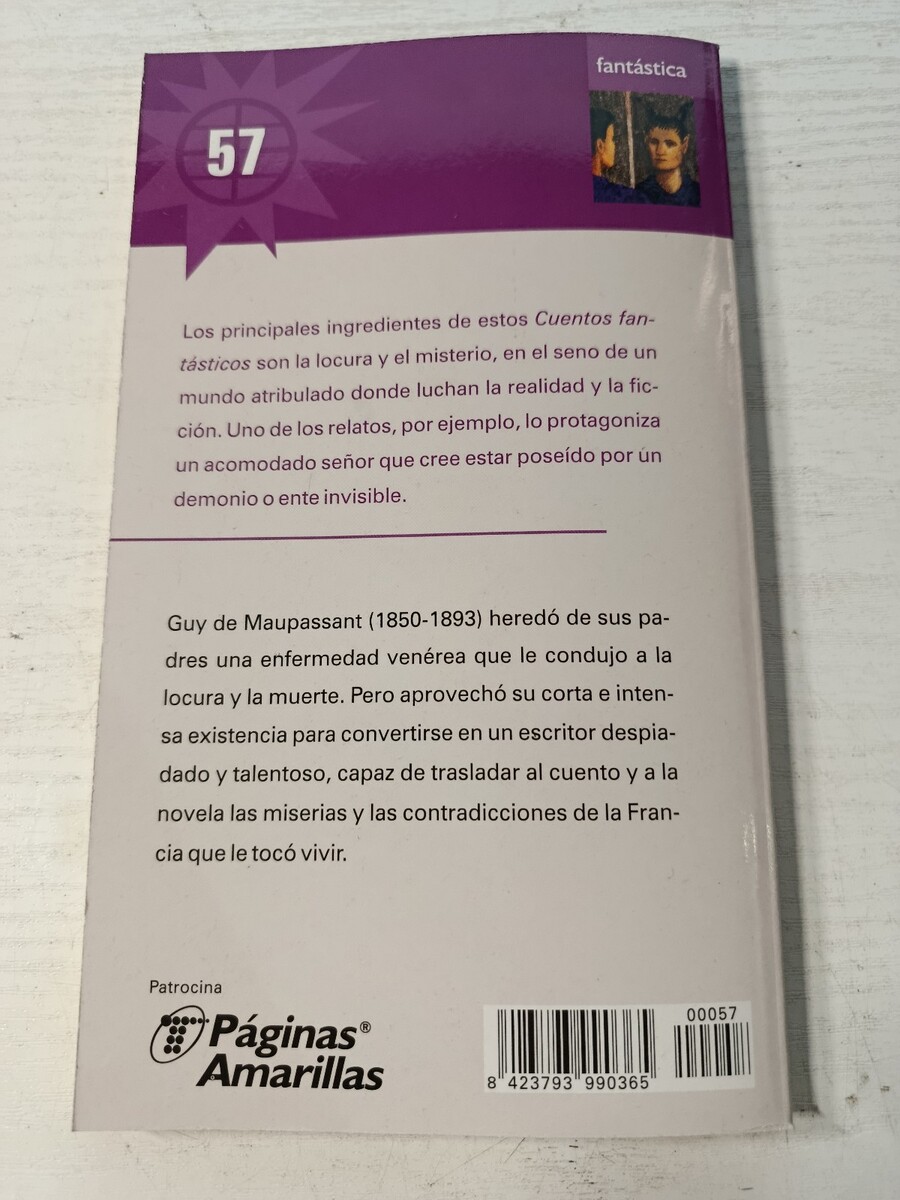 fantástica
57
Los principales ingredientes de estos Cuentos fan-
tásticos son la locura y el misterio, en el seno de un
mundo atribulado donde luchan la realidad y la fic-
ción. Uno de los relatos, por ejemplo, lo protagoniza
un acomodado señor que cree estar poseído por un
demonio o ente invisible.
Guy de Maupassant (1850-1893) heredó de sus pa-
dres una enfermedad venérea que le condujo a la
locura y la muerte. Pero aprovechó su corta e inten-
sa existencia para convertirse en un escritor despia-
dado y talentoso, capaz de trasladar al cuento y a la
novela las miserias y las contradicciones de la Fran-
cia que le tocó vivir.
Patrocina
Páginas®
Amarillas
00057
8 423793 990365